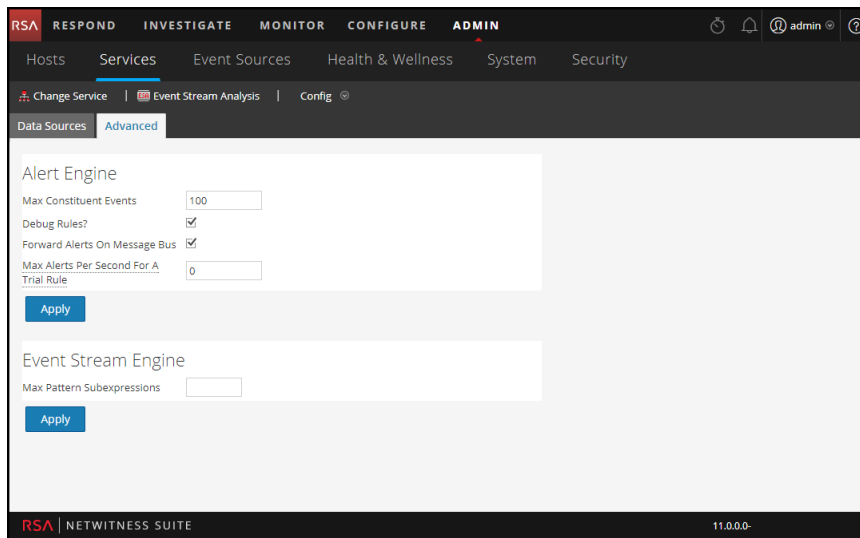 RSA RESPOND INVESTIGATE MONITOR CONFIGURE ADMIN admin ?
Hosts Services Event Sources Health & Wellness System Security
Change Service | Event Stream Analysis | Config
Data Sources Advanced
Alert Engine
Max Constituent Events 100
Debug Rules?
Forward Alerts On Message Bus
Max Alerts Per Second For A
Trial Rule
0
Apply
Event Stream Engine
Max Pattern Subexpressions
Apply
RSA | NETWITNESS SUITE 11.0.0.0-